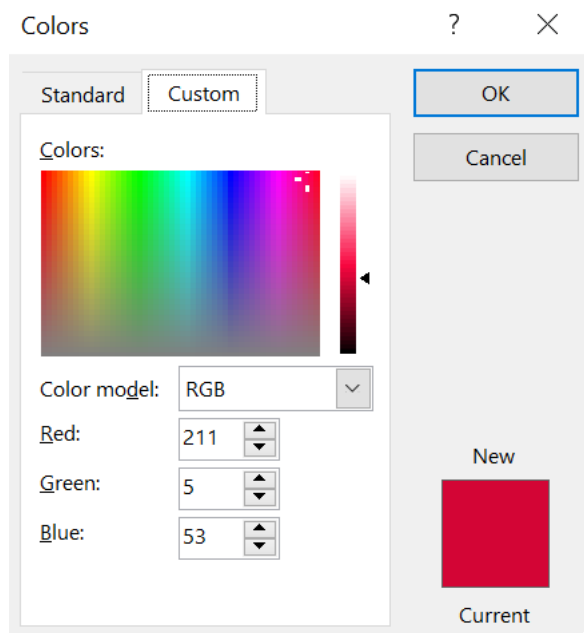 Colors ?
Standard Custom
OK
Colors:
Cancel
Color model: RGB
Red: 211
New
Green: 5
Blue: 53
Current